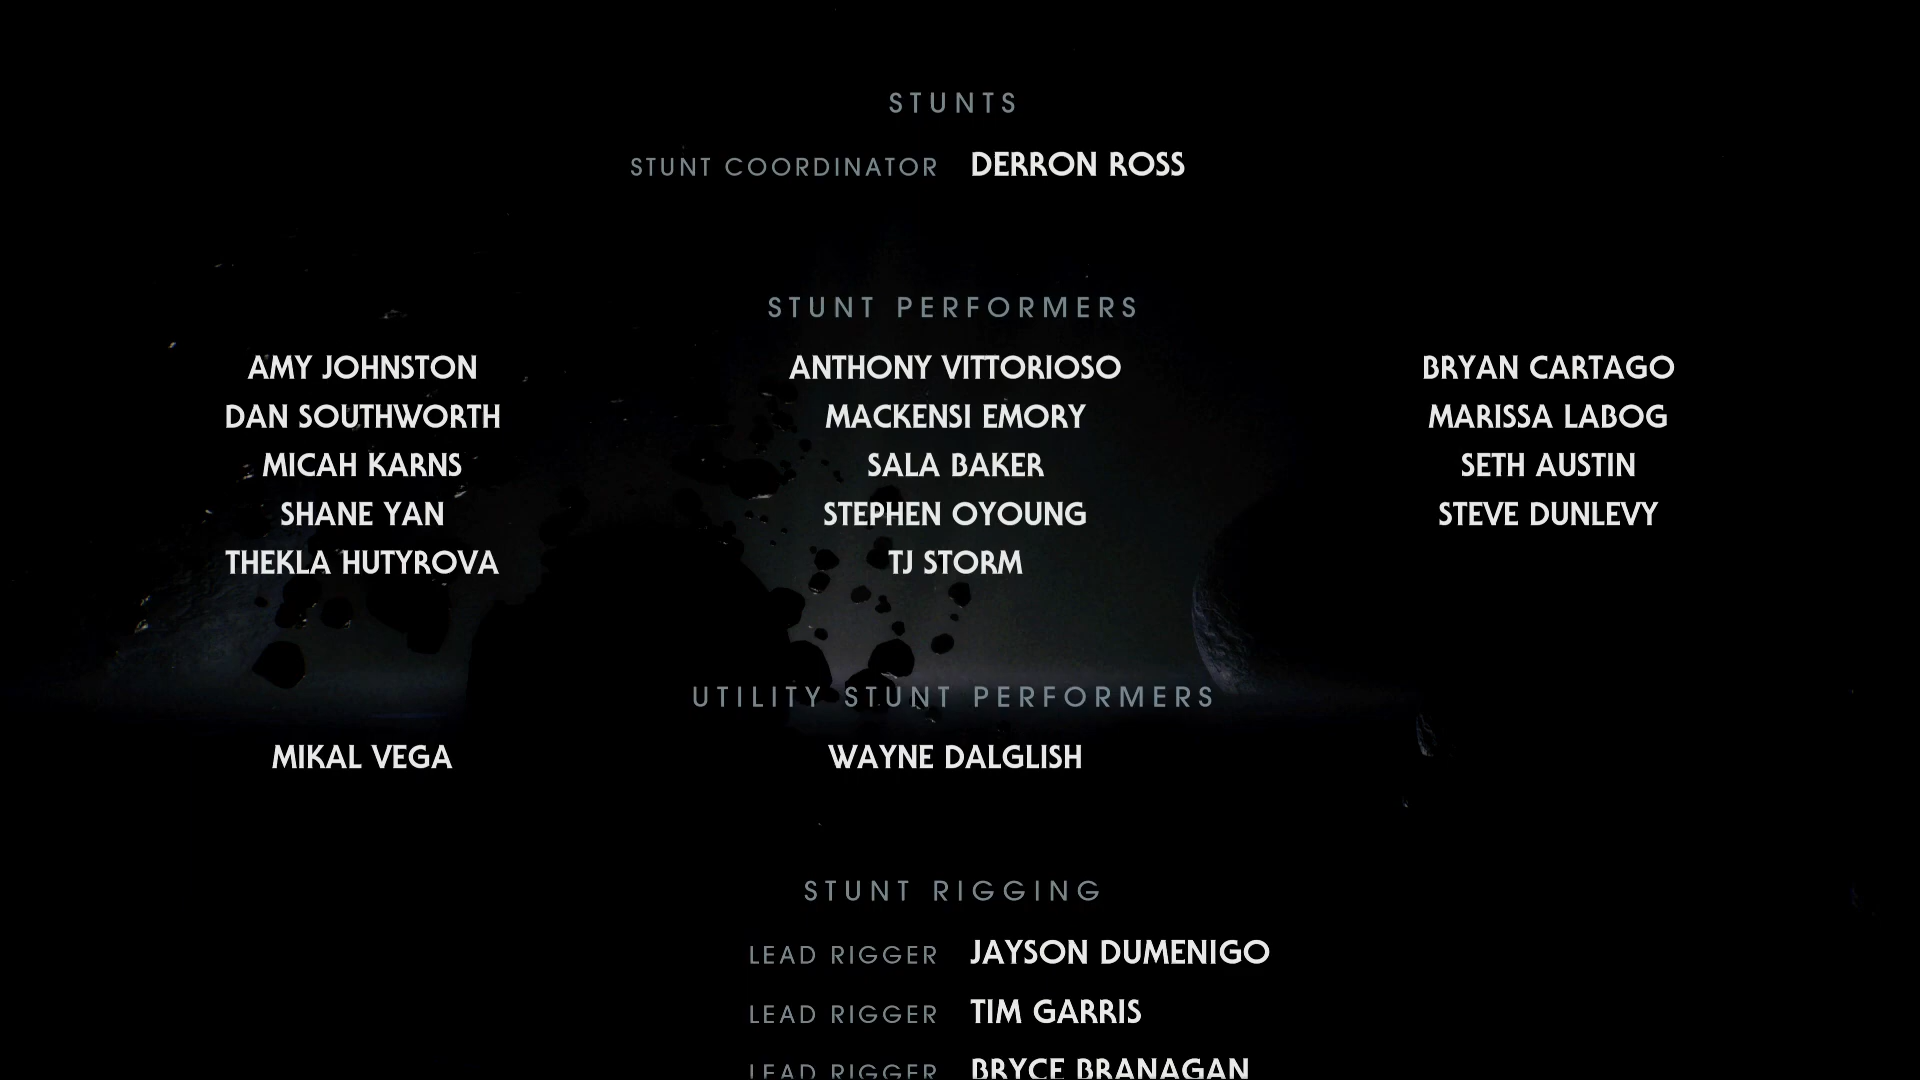 STUNTS
STUNT COORDINATOR DERRON ROSS
STUNT PERFORMERS
AMY JOHNSTON ANTHONY VITTORIOSO BRYAN CARTAGO
DAN SOUTHWORTH MACKENSI EMORY MARISSA LABOG
MICAH KARNS SALA BAKER SETH AUSTIN
SHANE YAN STEPHEN OYOUNG STEVE DUNLEVY
THEKLA HUTYROVA TJ STORM
UTILITY STUNT PERFORMERS
MIKAL VEGA WAYNE DALGLISH
STUNT RIGGING
LEAD RIGGER JAYSON DUMENIGO
LEAD RIGGER TIM GARRIS
LEAD RIGGER BRYCE BRANAGAN